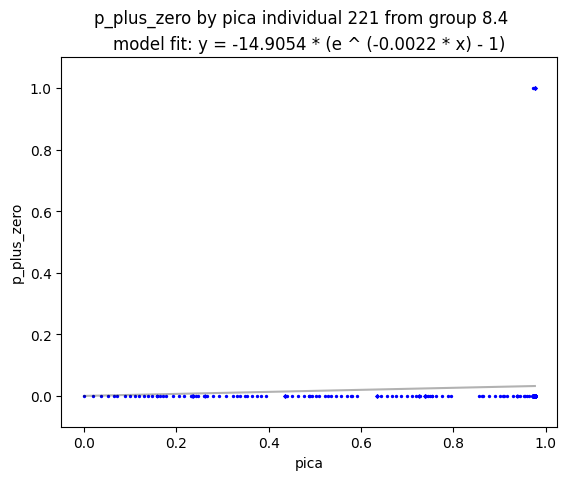 p_plus_zero by pica individual 221 from group 8.4
model fit: y = -14.9054 * (e ^ (-0.0022 * x) - 1)
1.0
0.8
0.6
0.4
0.2
0.0
p_plus_zero
0.0 0.2 0.4 0.6 0.8 1.0
pica